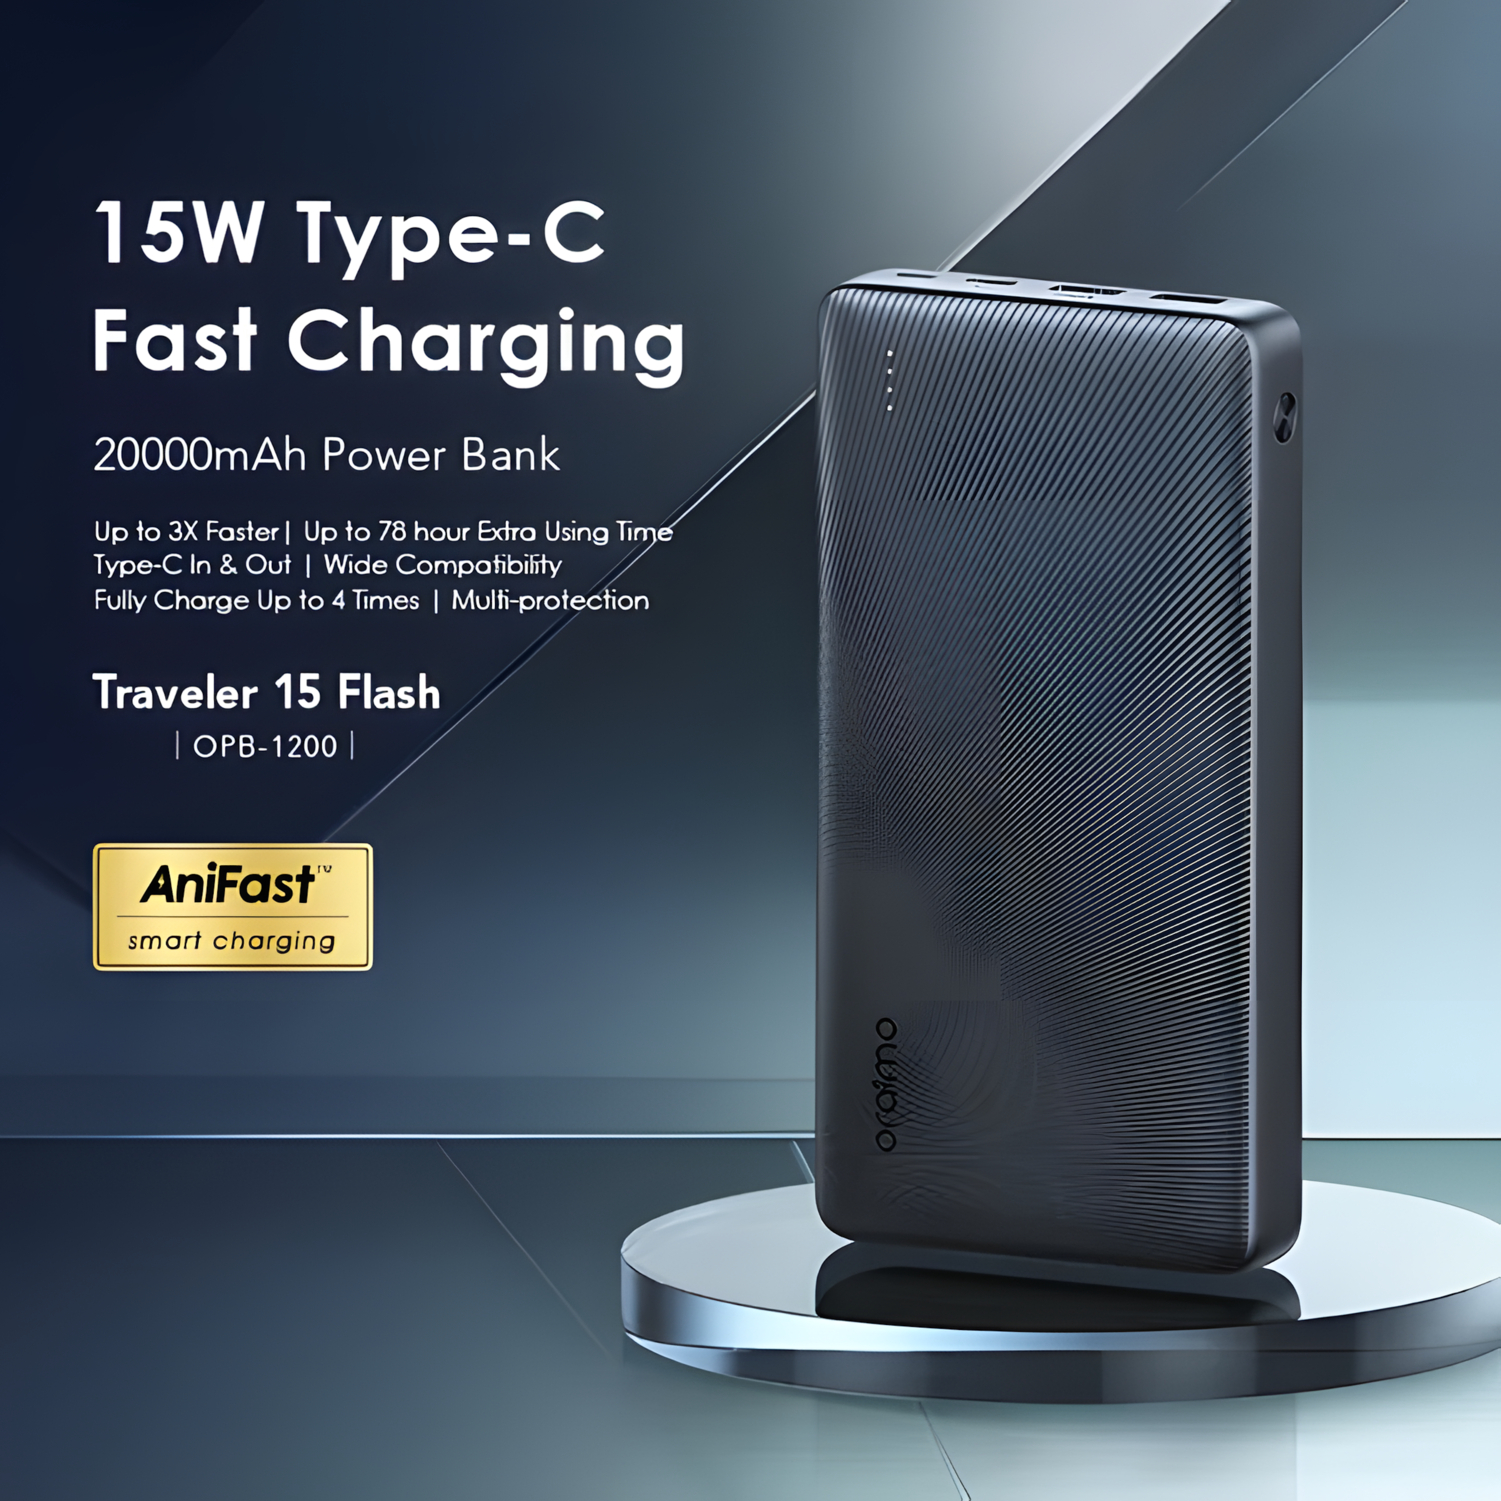 15W Type-C
Fast Charging
20000mAh Power Bank
Up to 3X Faster| Up to 78 hour Extra Using Time
Type-C In & Out | Wide Compatibility
Fully Charge Up to 4 Times | Multi-protection
Traveler 15 Flash
| OPB-1200 |
AniFast™
smart charging